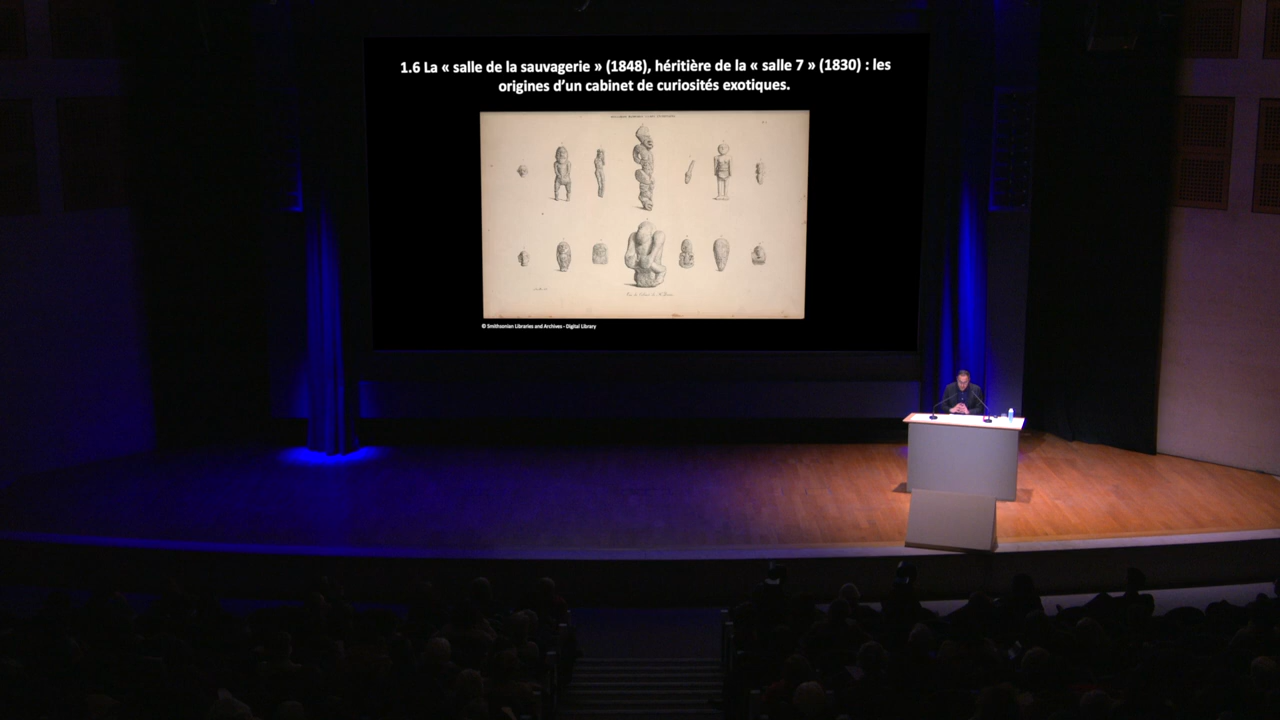 1.6 La « salle de la sauvagerie » (1848), héritière de la « salle 7 » (1830) : les
origines d’un cabinet de curiosités exotiques.
© Smithsonian Libraries and Archives - Digital Library